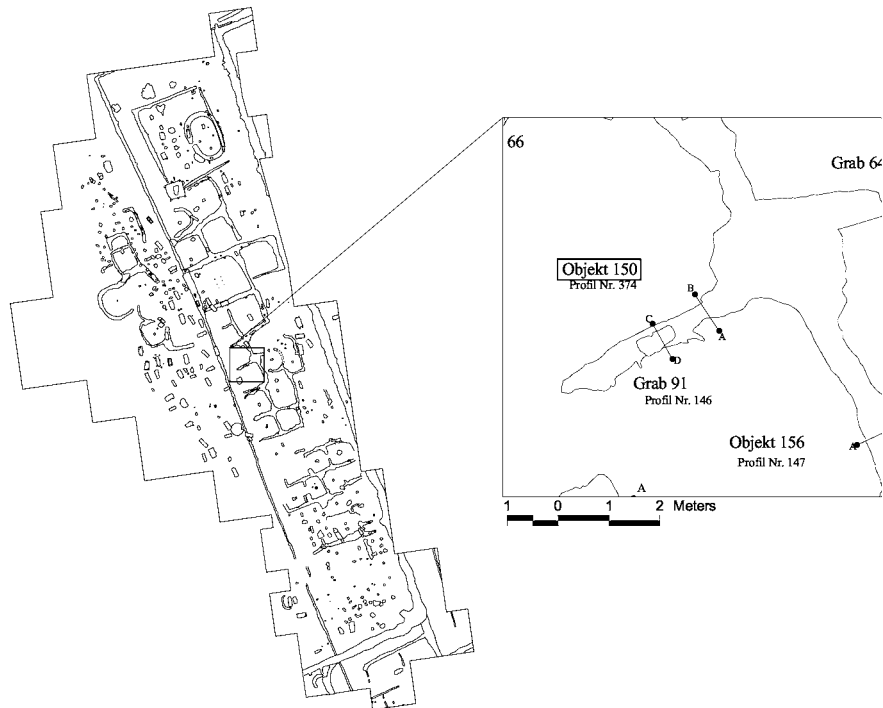 66
Grab 64
Objekt 150
Profil Nr. 374
B
C
A
D
Grab 91
Profil Nr. 146
Objekt 156
Profil Nr. 147
A
A
1 0 1 2 Meters